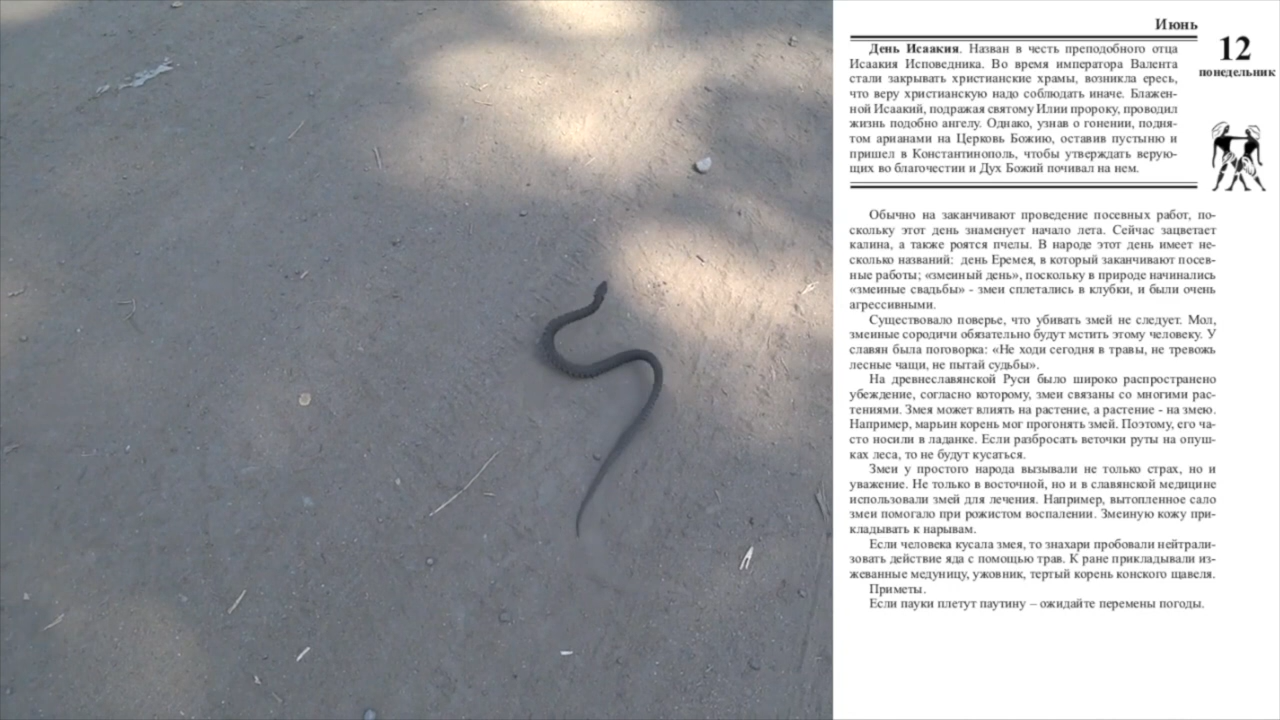 Июнь
12
понедельник
День Исаакия. Назван в честь преподобного отца
Исаакия Исповедника. Во время императора Валента
стали закрывать христианские храмы, возникла ересь,
что веру христианскую надо соблюдать иначе. Блажен-
ной Исаакий, подражая святому Илии пророку, проводил
жизнь подобно ангелу. Однако, узнав о гонении, подня-
том арианами на Церковь Божию, оставив пустыню и
пришел в Константинополь, чтобы утверждать верую-
щих во благочестии и Дух Божий почивал на нем.
Обычно на заканчивают проведение посевных работ, по-
скольку этот день знаменует начало лета. Сейчас зацветает
калина, а также роятся пчелы. В народе этот день имеет не-
сколько названий: день Еремея, в который заканчивают посев-
ные работы; «змеиный день», поскольку в природе начинались
«змеиные свадьбы» - змеи сплетались в клубки, и были очень
агрессивными.
Существовало поверье, что убивать змей не следует. Мол,
змеиные сородичи обязательно будут мстить этому человеку. У
славян была поговорка: «Не ходи сегодня в травы, не тревожь
лесные чащи, не пытай судьбы».
На древнеславянской Руси было широко распространено
убеждение, согласно которому, змеи связаны со многими рас-
тениями. Змея может влиять на растение, а растение - на змею.
Например, марьин корень мог прогонять змей. Поэтому, его ча-
сто носили в ладанке. Если разбросать веточки руты на опуш-
ках леса, то не будут кусаться.
Змеи у простого народа вызывали не только страх, но и
уважение. Не только в восточной, но и в славянской медицине
использовали змей для лечения. Например, вытопленное сало
змеи помогало при рожистом воспалении. Змеиную кожу при-
кладывать к нарывам.
Если человека кусала змея, то знахари пробовали нейтрали-
зовать действие яда с помощью трав. К ране прикладывали из-
жеванные медуницу, ужовник, тертый корень конского щавеля.
Приметы.
Если пауки плетут паутину – ожидайте перемены погоды.